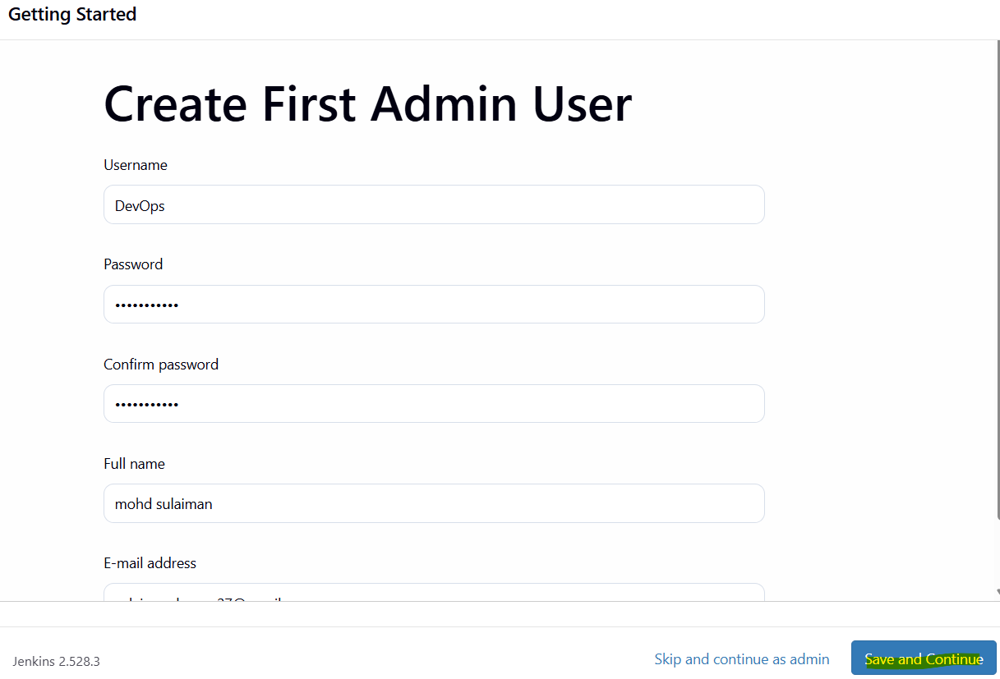 Getting Started
Create First Admin User
Username
DevOps
Password
•••••••••••
Confirm password
•••••••••••
Full name
mohd sulaiman
E-mail address
Jenkins 2.528.3
Skip and continue as admin
Save and Continue